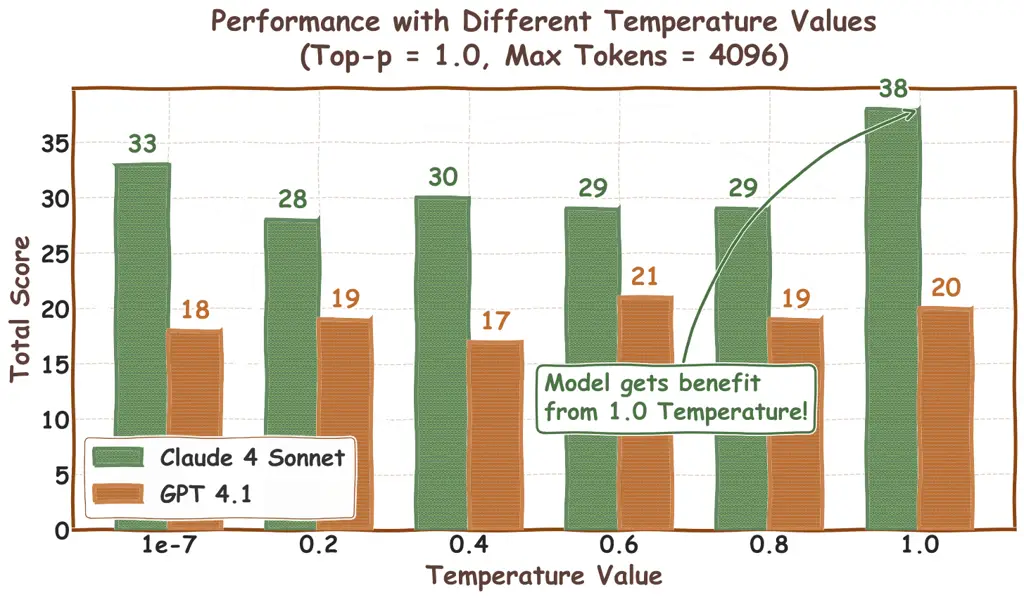 Performance with Different Temperature Values
(Top-p = 1.0, Max Tokens = 4096)
Total Score
35
30
25
20
15
10
5
0
33
18
28
19
30
17
29
21
29
19
38
20
Model gets benefit
from 1.0 Temperature!
Claude 4 Sonnet
GPT 4.1
1e-7
0.2
0.4
0.6
0.8
1.0
Temperature Value